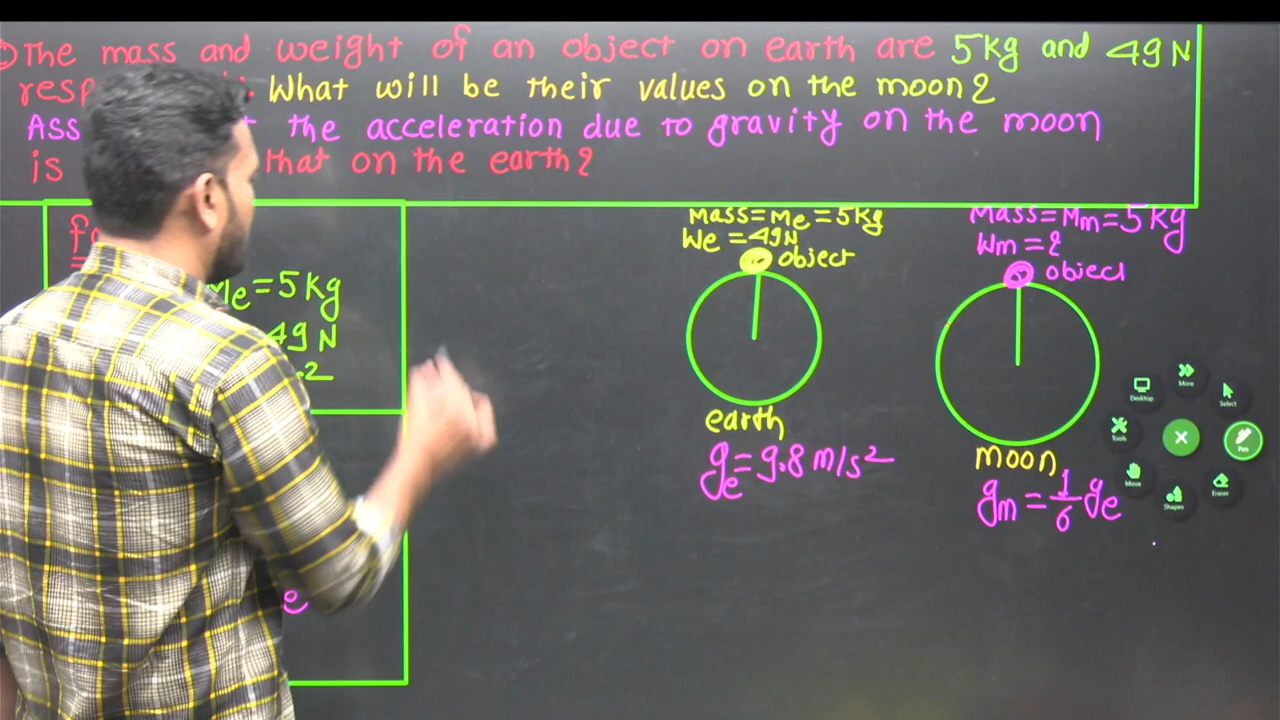 The mass and weight of an object on earth are 5kg and 49N
What will be their values on the moon?
the acceleration due to gravity on the moon
is that on the earth?
Mass=Me=5kg
We=49N
object
earth
ge=9.8m/s2
Mass=Mm=5kg
Wm=?
object
moon
gm=1/6 ge
Me=5kg
49N
2
e
More
Desktop
Select
Tools
Pen
Move
Eraser
Shapes